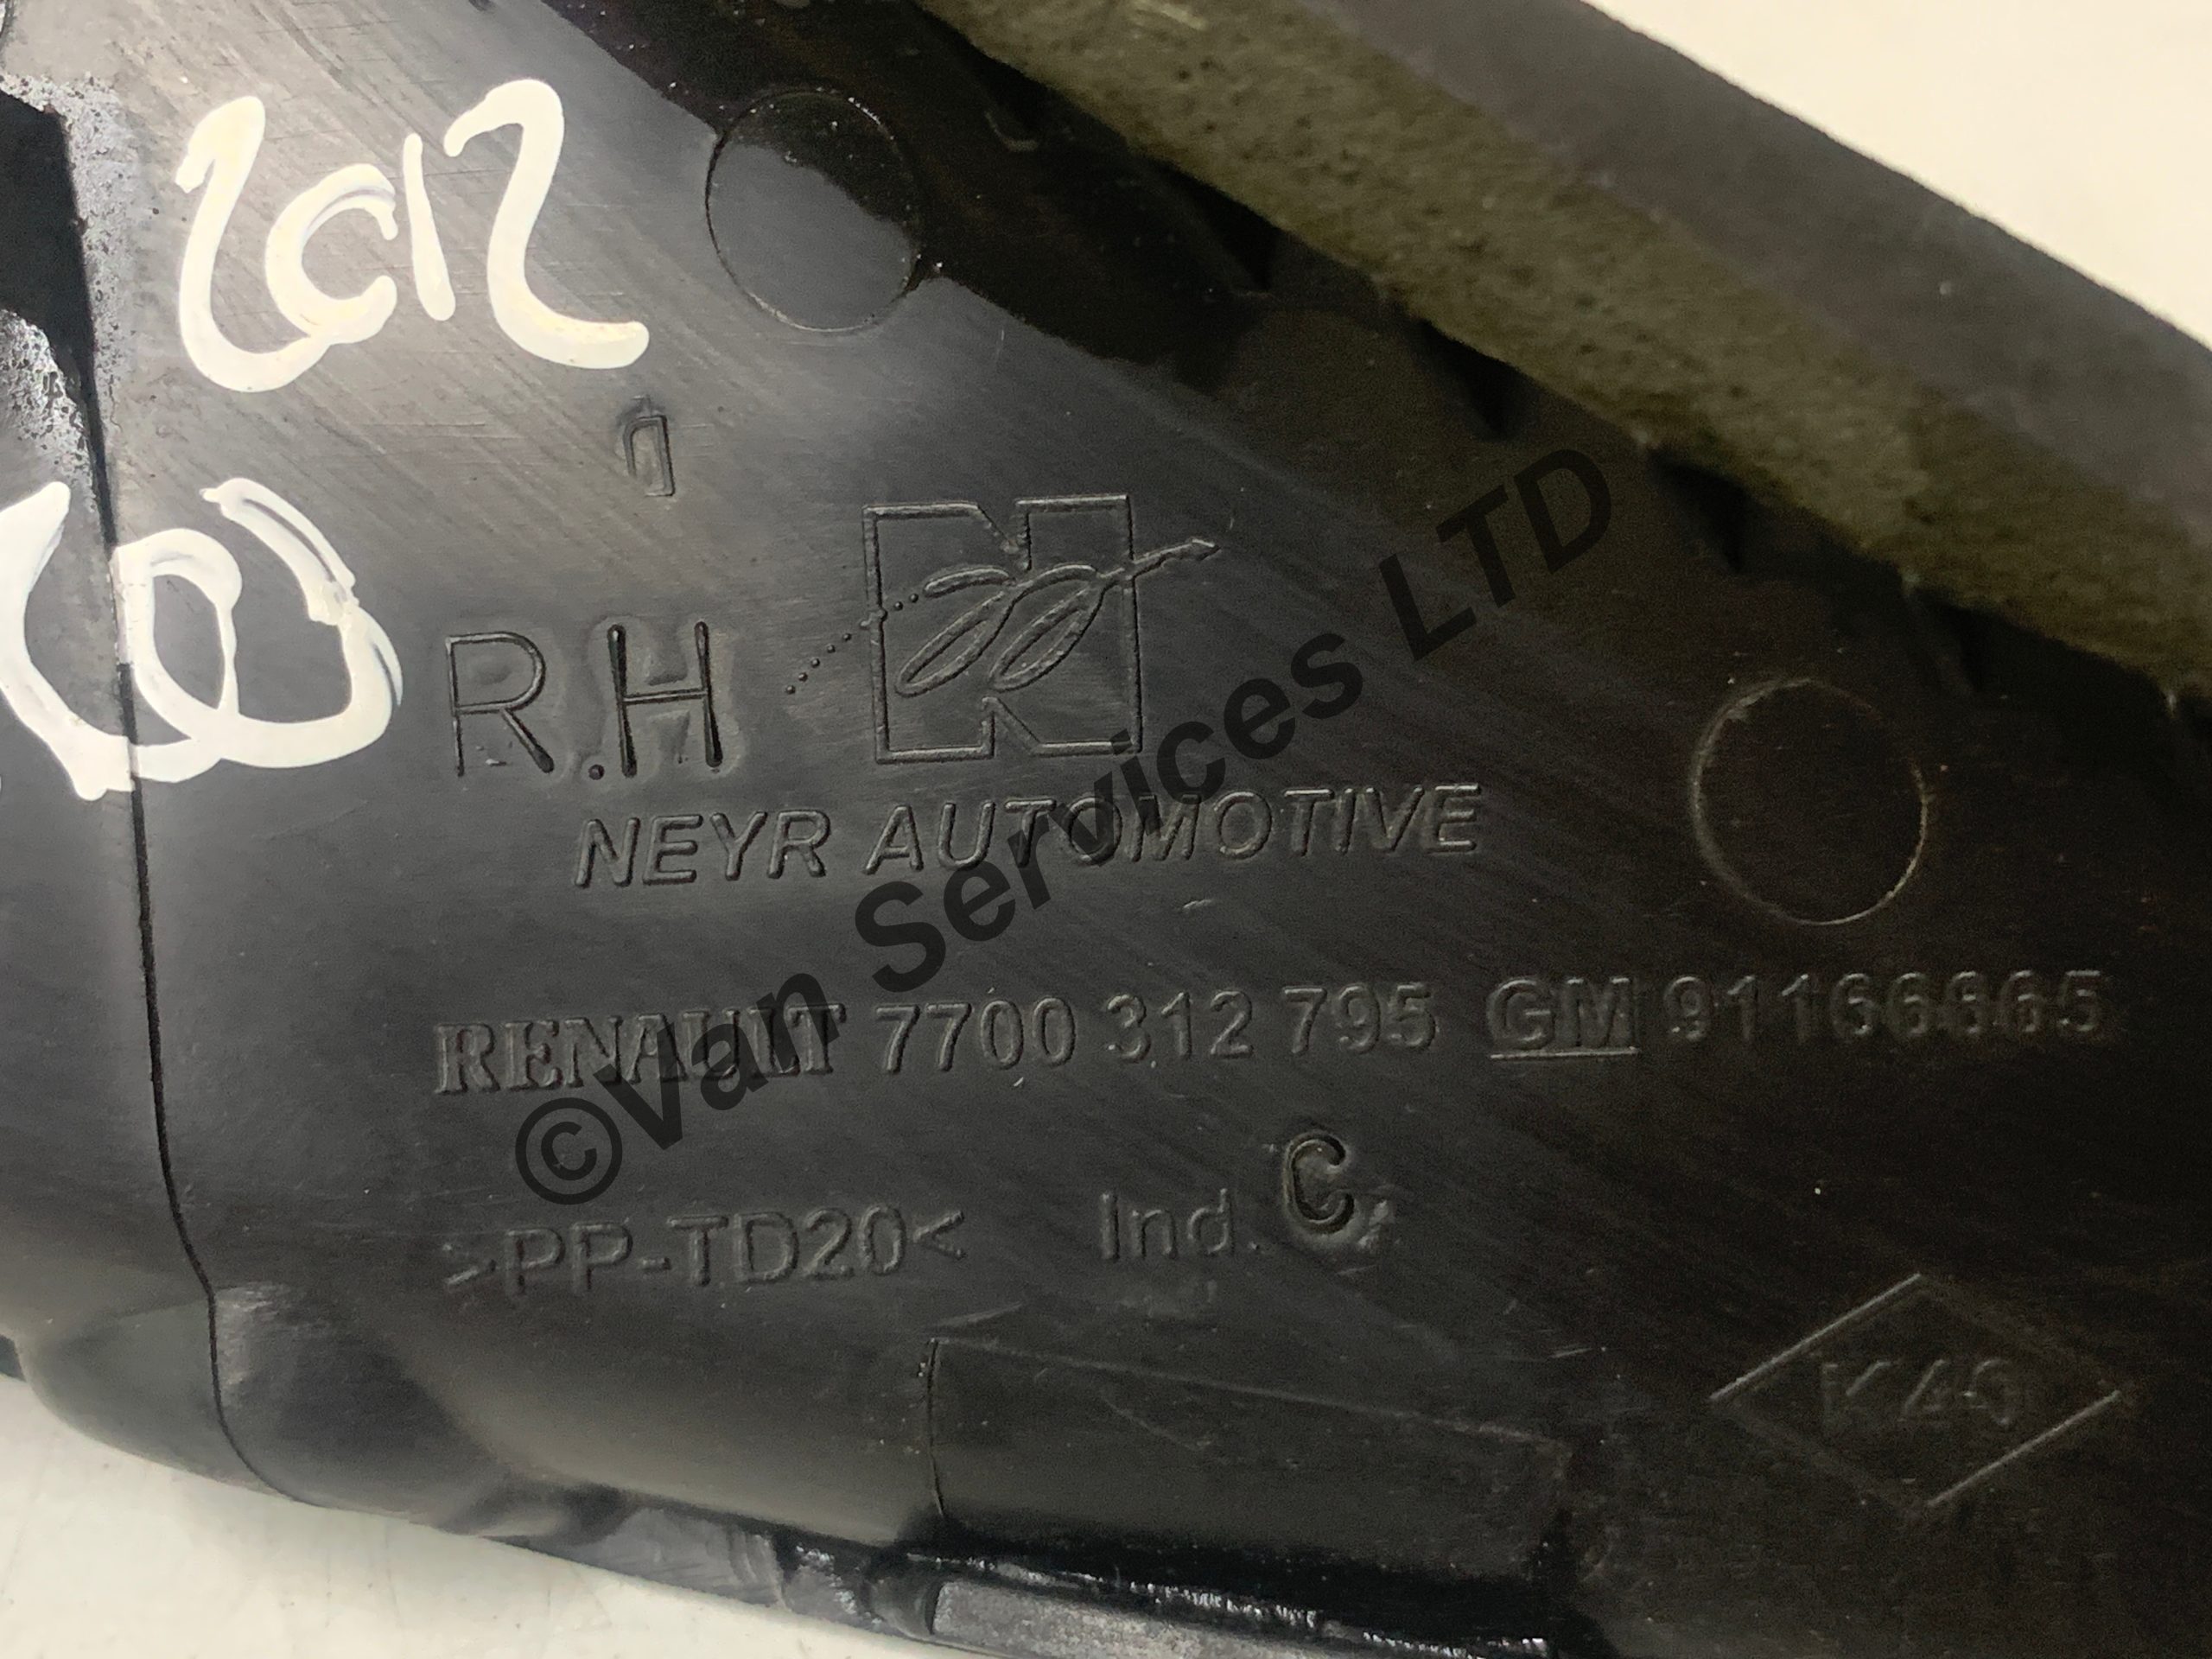 2012
R.H
NEYR AUTOMOTIVE
RENAULT 7700 312 795 GM 91166665
>PP-TD20< Ind. C
K40
©Van Services LTD